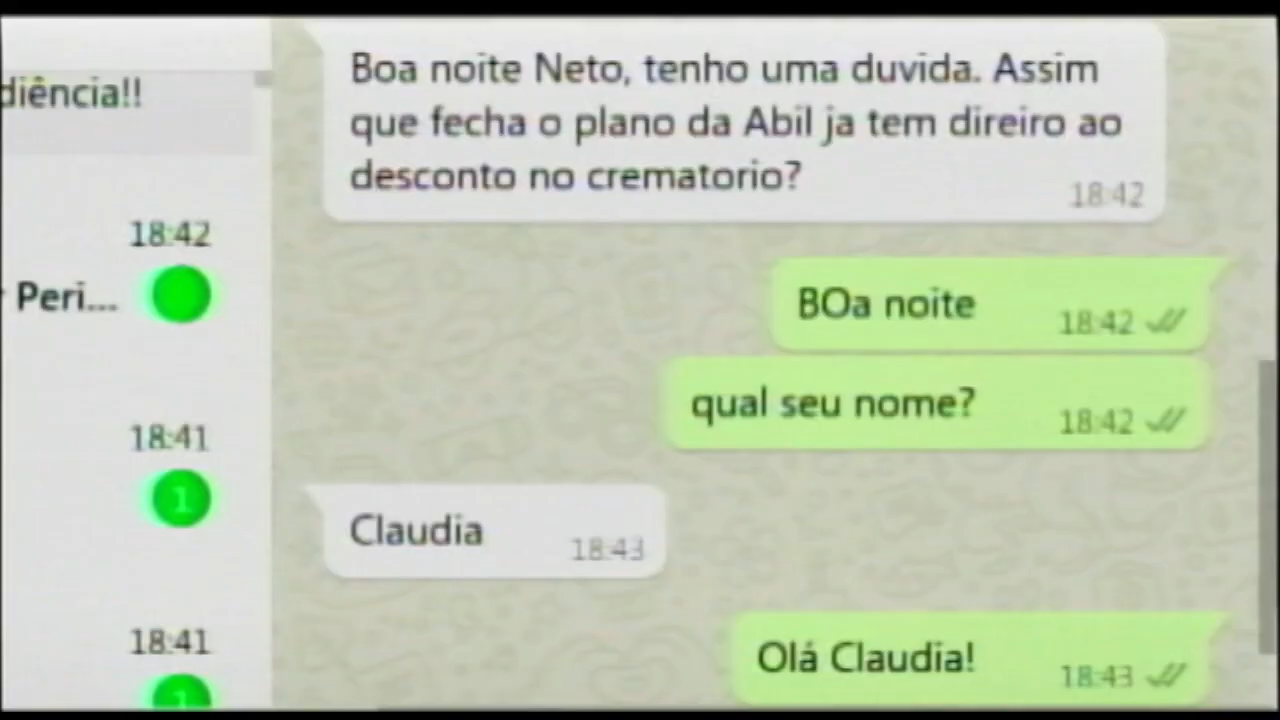 diência!!
18:42
Peri...
18:41
1
18:41
1
Boa noite Neto, tenho uma duvida. Assim
que fecha o plano da Abil ja tem direiro ao
desconto no crematorio?
18:42
BOa noite
18:42
qual seu nome?
18:42
Claudia
18:43
Olá Claudia!
18:43